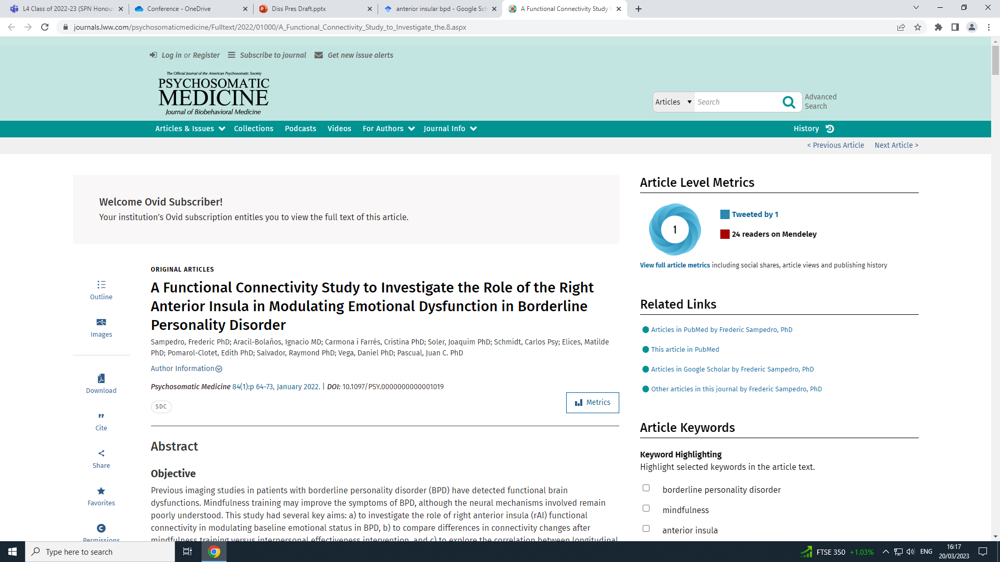 L4 Class of 2022-23 (SPN Honou
Conference - OneDrive
Diss Pres Draft.pptx
anterior insular bpd - Google Sch
A Functional Connectivity Study t
journals.lww.com/psychosomaticmedicine/Fulltext/2022/01000/A_Functional_Connectivity_Study_to_Investigate_the.8.aspx
Log in or Register Subscribe to journal Get new issue alerts
The Official Journal of the American Psychosomatic Society
PSYCHOSOMATIC
MEDICINE
Journal of Biobehavioral Medicine
Articles Search
Advanced
Search
Articles & Issues Collections Podcasts Videos For Authors Journal Info History
< Previous Article Next Article >
Welcome Ovid Subscriber!
Your institution's Ovid subscription entitles you to view the full text of this article.
Outline
Images
Download
Cite
Share
Favorites
Permissions
ORIGINAL ARTICLES
A Functional Connectivity Study to Investigate the Role of the Right
Anterior Insula in Modulating Emotional Dysfunction in Borderline
Personality Disorder
Sampedro, Frederic PhD; Aracil-Bolaños, Ignacio MD; Carmona i Farrés, Cristina PhD; Soler, Joaquim PhD; Schmidt, Carlos Psy; Elices, Matilde
PhD; Pomarol-Clotet, Edith PhD; Salvador, Raymond PhD; Vega, Daniel PhD; Pascual, Juan C. PhD
Author Information
Psychosomatic Medicine 84(1):p 64-73, January 2022. | DOI: 10.1097/PSY.0000000000001019
SDC
Metrics
Abstract
Objective
Previous imaging studies in patients with borderline personality disorder (BPD) have detected functional brain
dysfunctions. Mindfulness training may improve the symptoms of BPD, although the neural mechanisms involved remain
poorly understood. This study had several key aims: a) to investigate the role of right anterior insula (rAI) functional
connectivity in modulating baseline emotional status in BPD, b) to compare differences in connectivity changes after
mindfulness training versus interpersonal effectiveness intervention, and c) to explore the correlation between longitudinal
Article Level Metrics
1
Tweeted by 1
24 readers on Mendeley
View full article metrics including social shares, article views and publishing history
Related Links
Articles in PubMed by Frederic Sampedro, PhD
This article in PubMed
Articles in Google Scholar by Frederic Sampedro, PhD
Other articles in this journal by Frederic Sampedro, PhD
Article Keywords
Keyword Highlighting
Highlight selected keywords in the article text.
borderline personality disorder
mindfulness
anterior insula
Type here to search
FTSE 350 +1.03%
ENG
16:17
20/03/2023